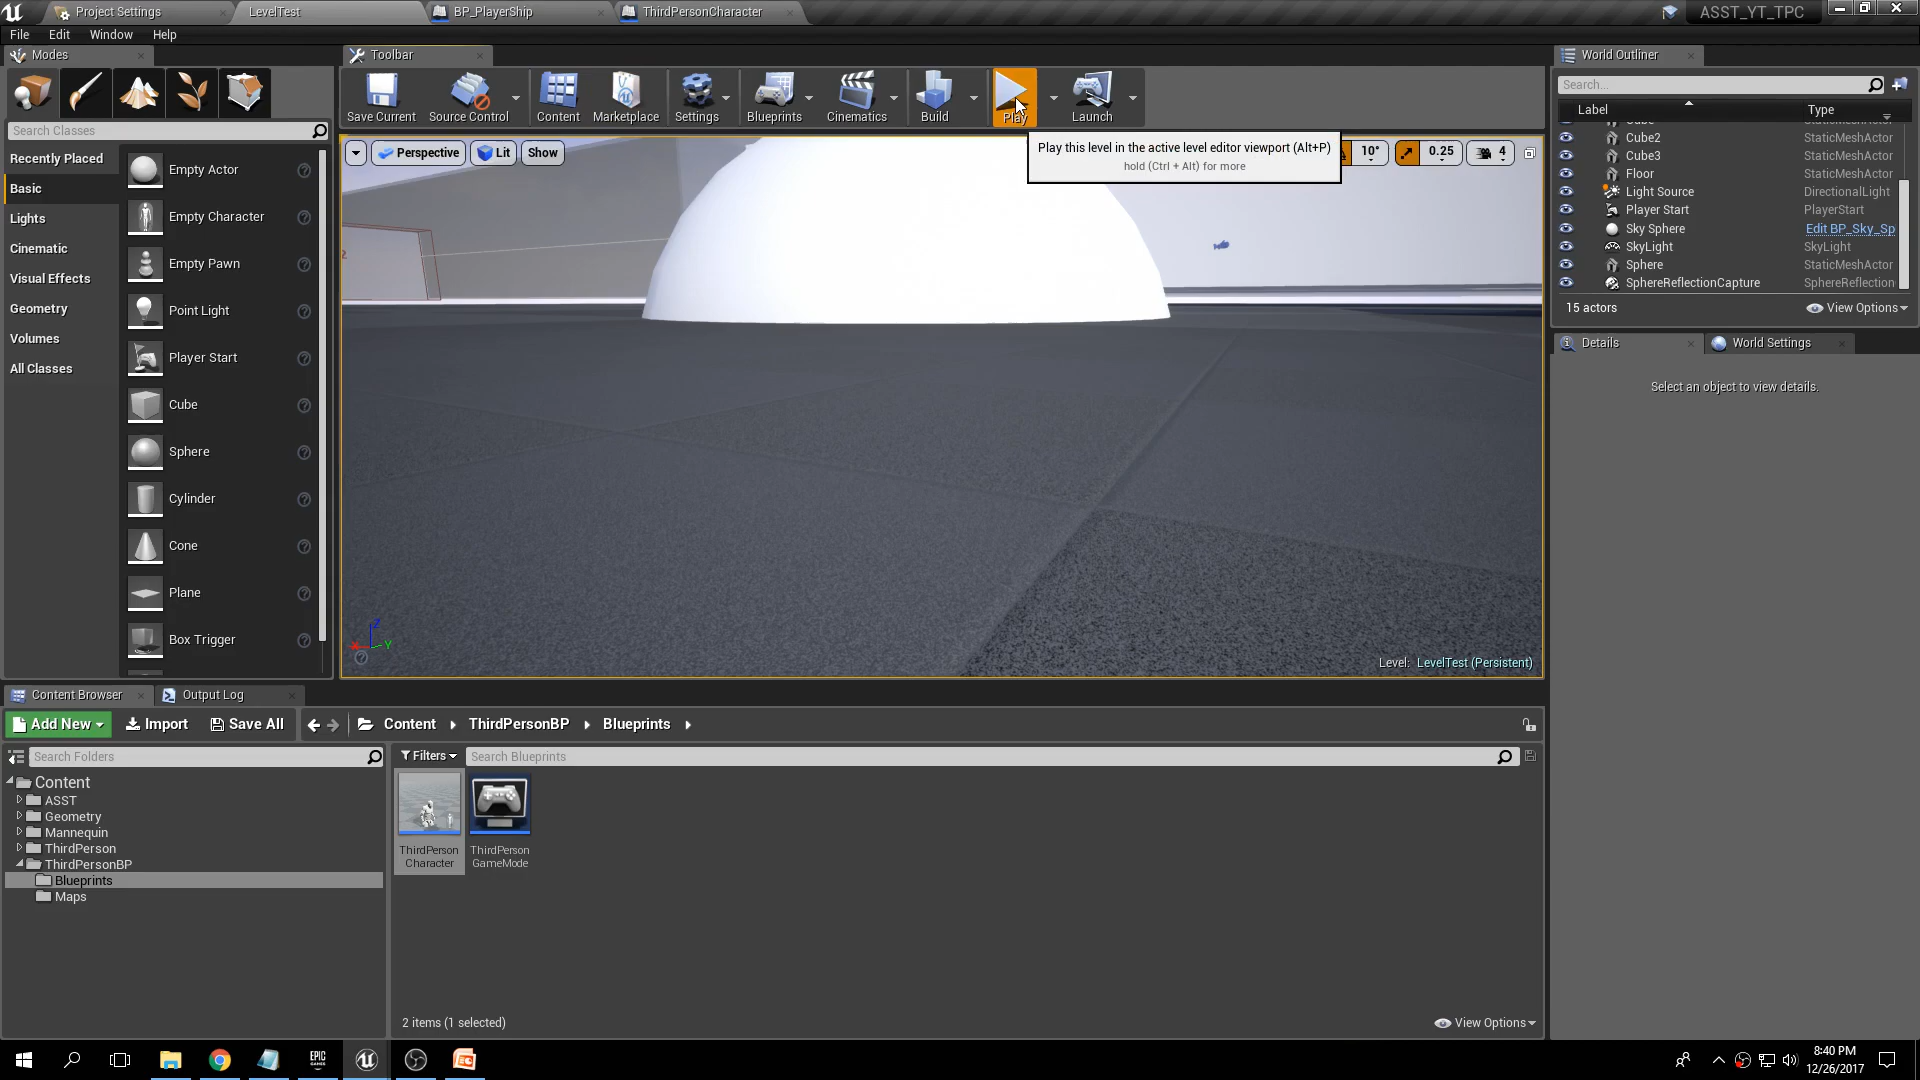 Project Settings
LevelTest
BP_PlayerShip
ThirdPersonCharacter
ASST_YT_TPC
File Edit Window Help
Modes
Toolbar
World Outliner
Save Current
Source Control
Content
Marketplace
Settings
Blueprints
Cinematics
Build
Play
Launch
Search...
Label
Type
Search Classes
Play this level in the active level editor viewport (Alt+P)
hold (Ctrl + Alt) for more
Perspective
Lit
Show
10°
0.25
4
Recently Placed
Basic
Lights
Cinematic
Visual Effects
Geometry
Volumes
All Classes
Empty Actor
Empty Character
Empty Pawn
Point Light
Player Start
Cube
Sphere
Cylinder
Cone
Plane
Box Trigger
Cube2 StaticMeshActor
Cube3 StaticMeshActor
Floor StaticMeshActor
Light Source DirectionalLight
Player Start PlayerStart
Sky Sphere Edit BP_Sky_Sp
SkyLight SkyLight
Sphere StaticMeshActor
SphereReflectionCapture SphereReflection
15 actors
View Options
Details
World Settings
Select an object to view details.
Z
X
Y
Level: LevelTest (Persistent)
Content Browser
Output Log
Add New
Import
Save All
Content
ThirdPersonBP
Blueprints
Search Folders
Filters
Search Blueprints
Content
ASST
Geometry
Mannequin
ThirdPerson
ThirdPersonBP
Blueprints
Maps
ThirdPerson
Character
ThirdPerson
GameMode
2 items (1 selected)
View Options
EPIC
GAMES
8:40 PM
12/26/2017